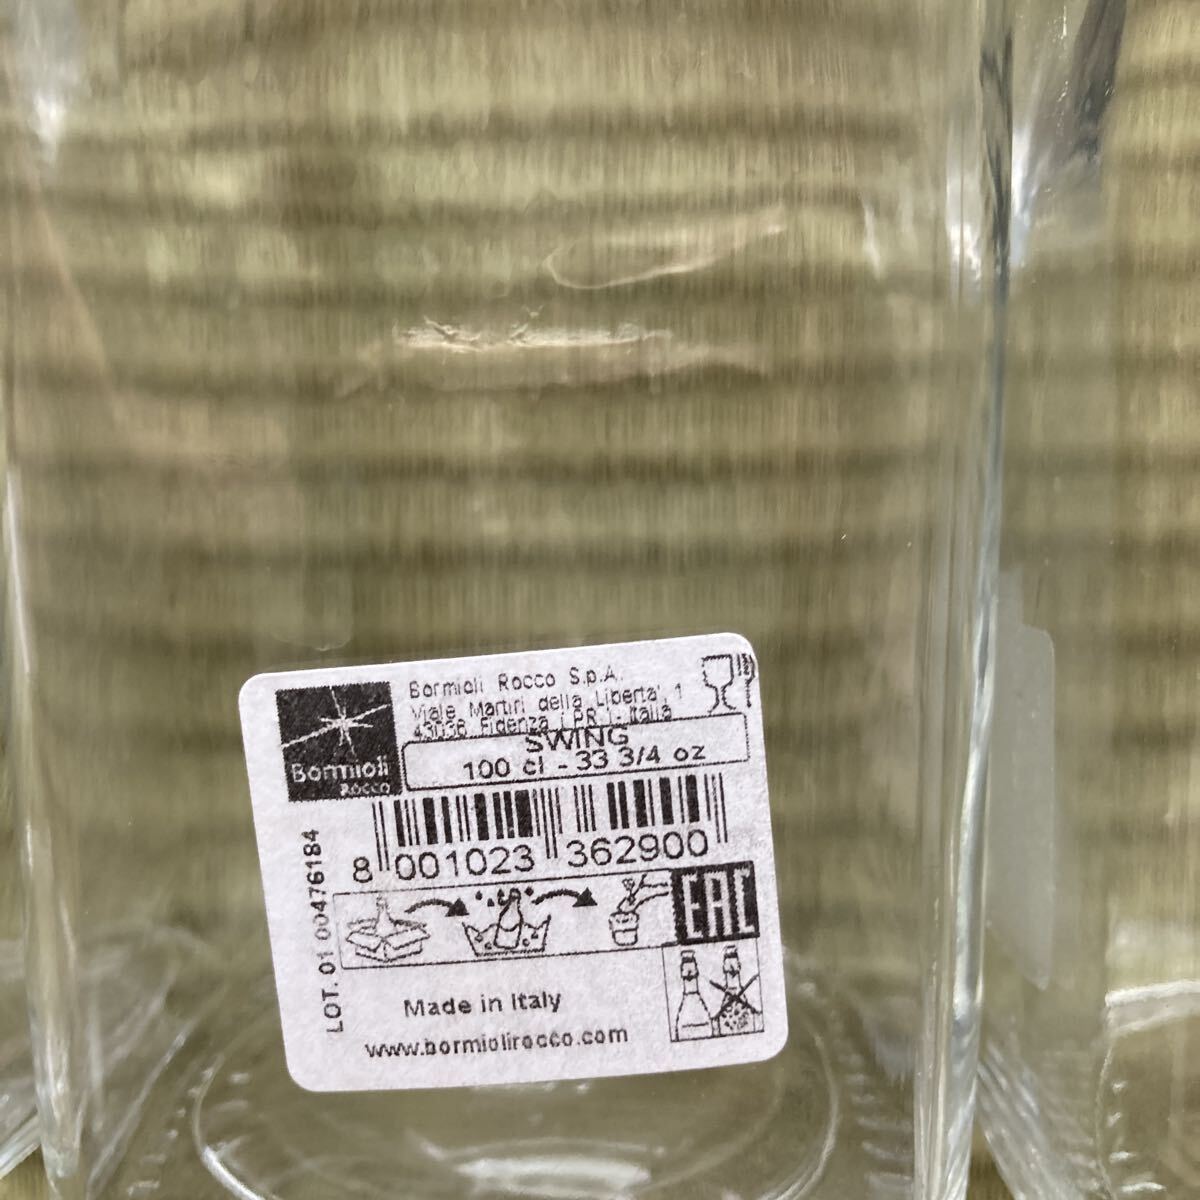 Bormioli Rocco S.p.A.
Viale Martiri della Liberta', 1
43036 Fidenza ( PR )- Italia
Bormioli
ROCCO
SWING
100 cl - 33 3/4 oz
8 001023 362900
LOT. 01 00476184
EAC
Made in Italy
www.bormiolirocco.com